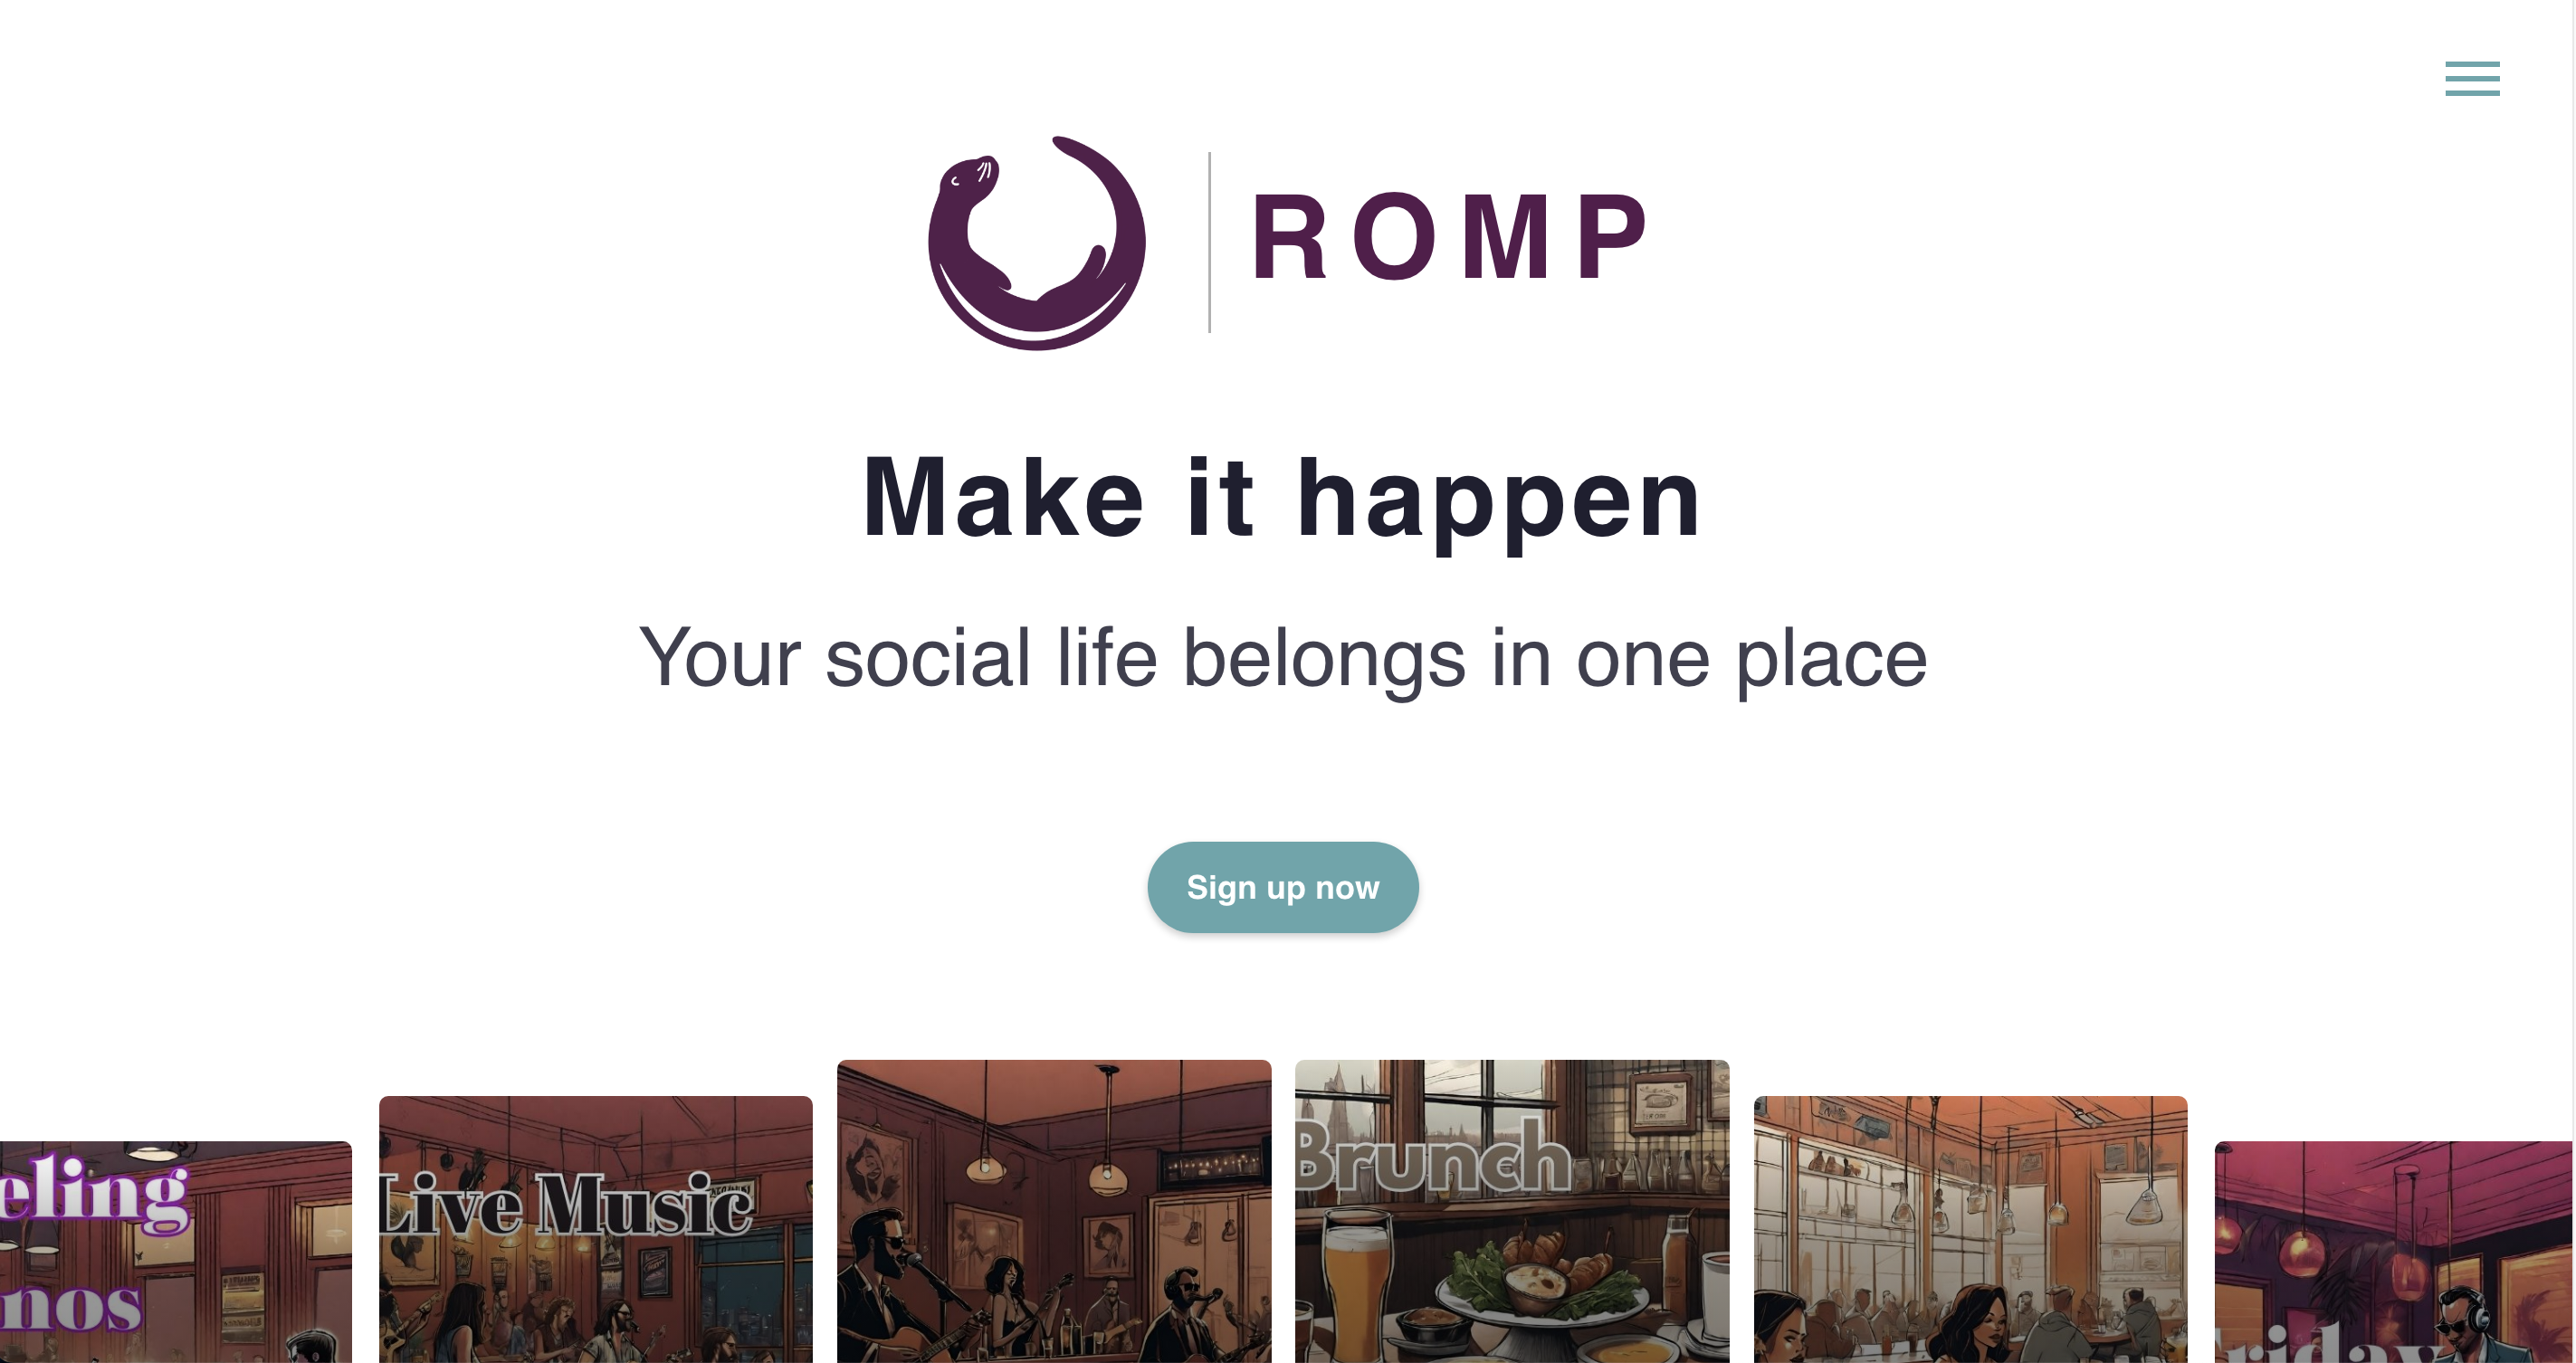 ROMP
Make it happen
Your social life belongs in one place
Sign up now
eling
nos
Live Music
Brunch
riday